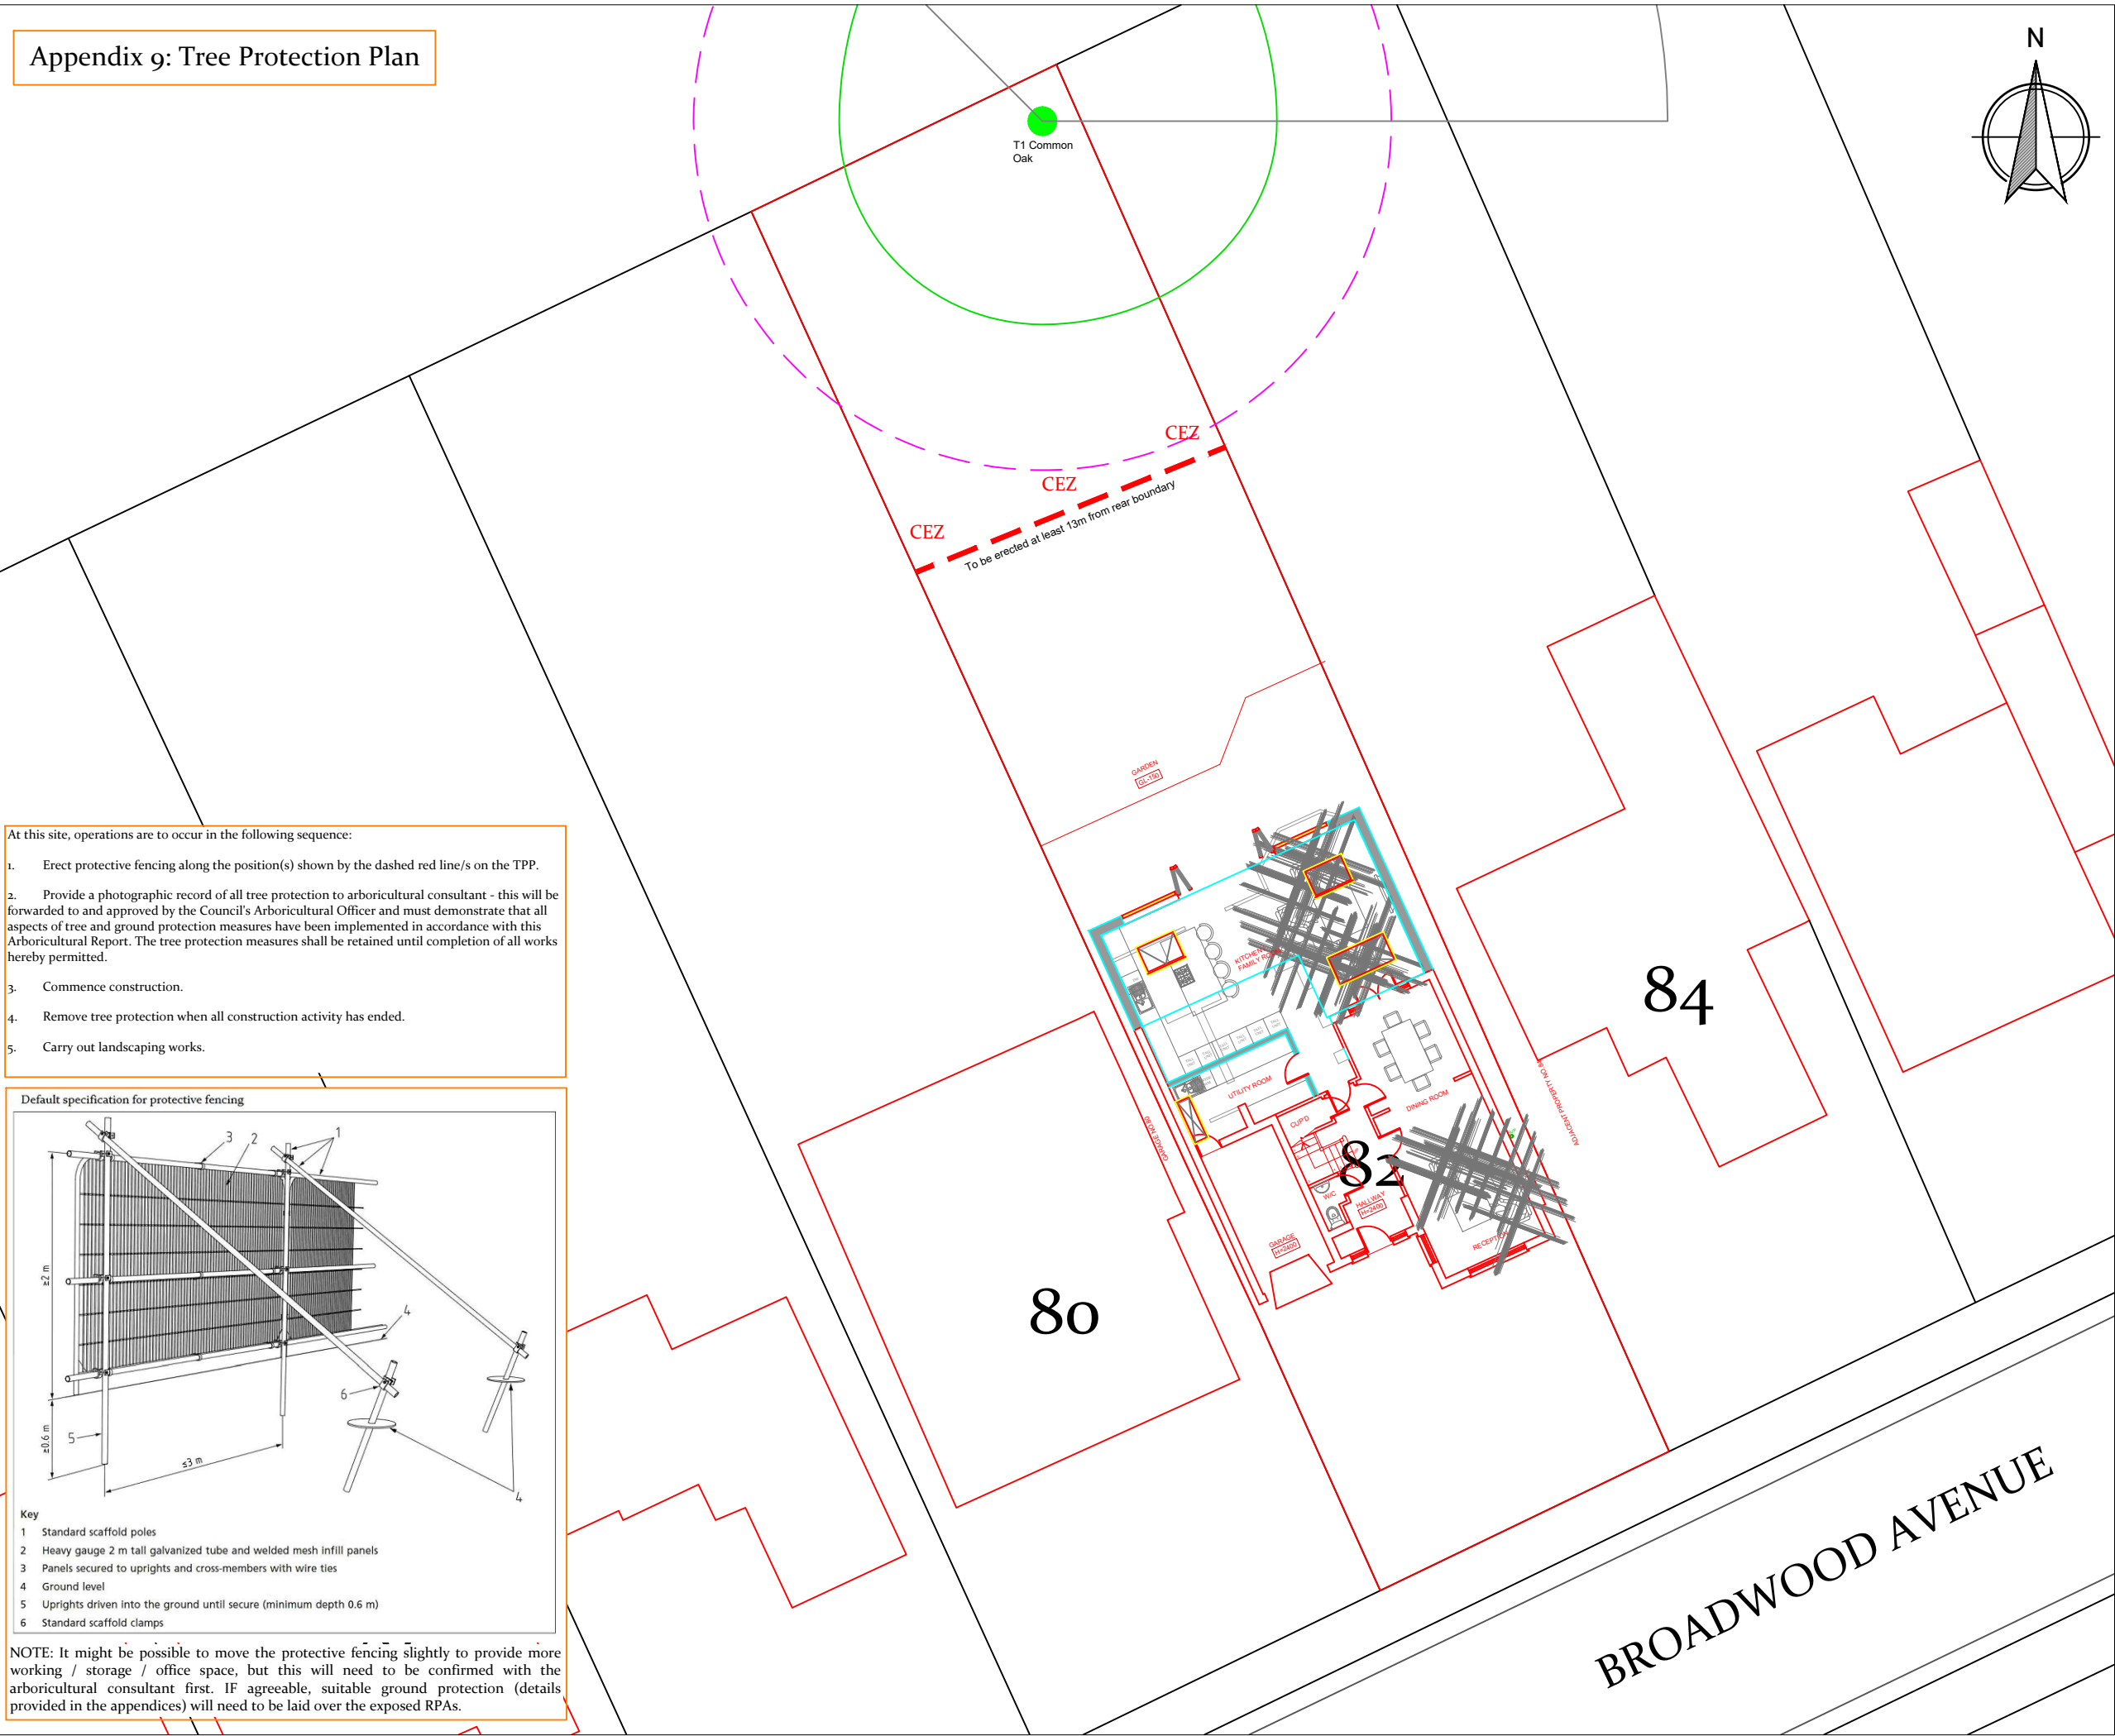 Appendix 9: Tree Protection Plan
N
T1 Common
Oak
CEZ
CEZ
CEZ
To be erected at least 13m from rear boundary
GARDEN
GL-150
At this site, operations are to occur in the following sequence:
1. Erect protective fencing along the position(s) shown by the dashed red line/s on the TPP.
2. Provide a photographic record of all tree protection to arboricultural consultant - this will be
forwarded to and approved by the Council's Arboricultural Officer and must demonstrate that all
aspects of tree and ground protection measures have been implemented in accordance with this
Arboricultural Report. The tree protection measures shall be retained until completion of all works
hereby permitted.
3. Commence construction.
4. Remove tree protection when all construction activity has ended.
5. Carry out landscaping works.
KITCHEN
FAMILY
UTILITY ROOM
DINING ROOM
CUP'D
W/C
HALLWAY
H=2400
GARAGE
H=2400
RECEPTION
GARAGE NO.80
ADJACENT PROPERTY NO 84
80
82
84
BROADWOOD AVENUE
Default specification for protective fencing
3
2
1
4
6
5
4
≥2 m
≥0.6 m
≤3 m
Key
1 Standard scaffold poles
2 Heavy gauge 2 m tall galvanized tube and welded mesh infill panels
3 Panels secured to uprights and cross-members with wire ties
4 Ground level
5 Uprights driven into the ground until secure (minimum depth 0.6 m)
6 Standard scaffold clamps
NOTE: It might be possible to move the protective fencing slightly to provide more
working / storage / office space, but this will need to be confirmed with the
arboricultural consultant first. IF agreeable, suitable ground protection (details
provided in the appendices) will need to be laid over the exposed RPAs.